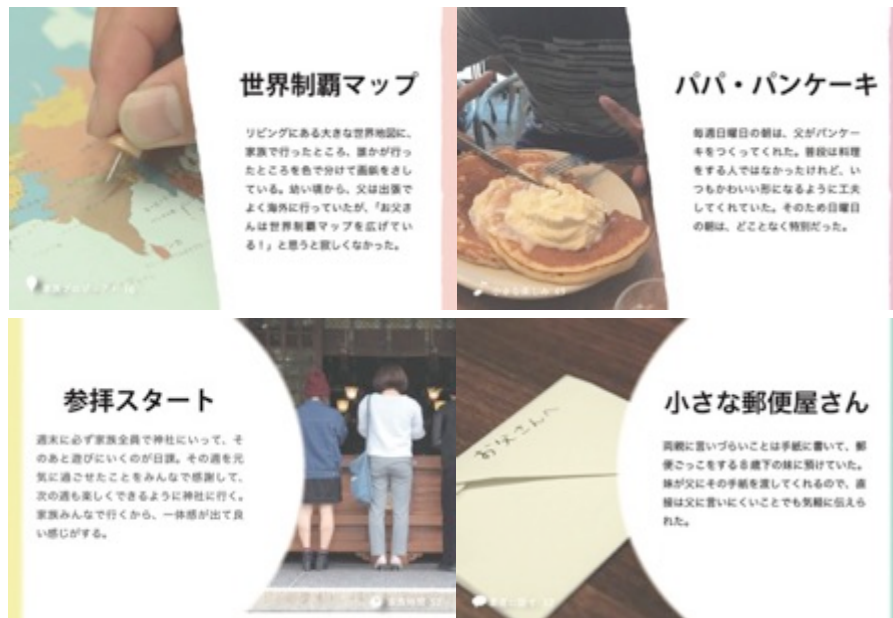 世界制覇マップ
リビングにある大きな世界地図に、
家族で行ったところ、誰かが行っ
たところを色で分けて画鋲をさし
ている。幼い頃から、父は出張で
よく海外に行っていたが、「お父さ
んは世界制覇マップを広げてい
る!」と思うと寂しくなかった。
パパ・パンケーキ
毎週日曜日の朝は、父がパンケー
キをつくってくれた。普段は料理
をする人ではなかったけれど、い
つもかわいい形になるように工夫
してくれていた。そのため日曜日
の朝は、どことなく特別だった。
参拝スタート
週末に必ず家族全員で神社にいって、そ
のあと遊びにいくのが日課。その週を元
気に過ごせたことをみんなで感謝して、
次の週も楽しくできるように神社に行く。
家族みんなで行くから、一体感が出て良
い感じがする。
お父さんへ
小さな郵便屋さん
両親に言いづらいことは手紙に書いて、郵
便ごっこをする8歳下の妹に預けていた。
妹が父にその手紙を渡してくれるので、直
接は父に言いにくいことでも気軽に伝えら
れた。